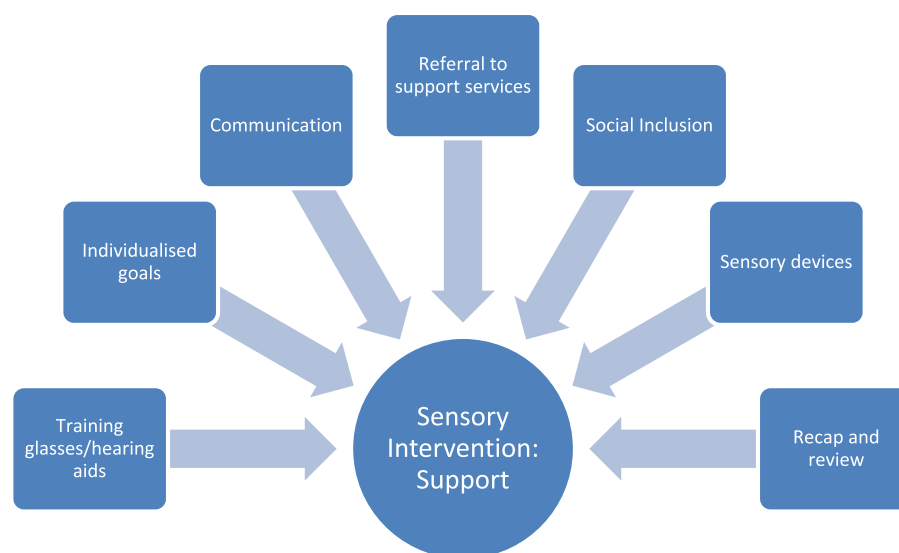 Referral to
support services
Communication
Social Inclusion
Individualised
goals
Sensory devices
Training
glasses/hearing
aids
Sensory
Intervention:
Support
Recap and
review